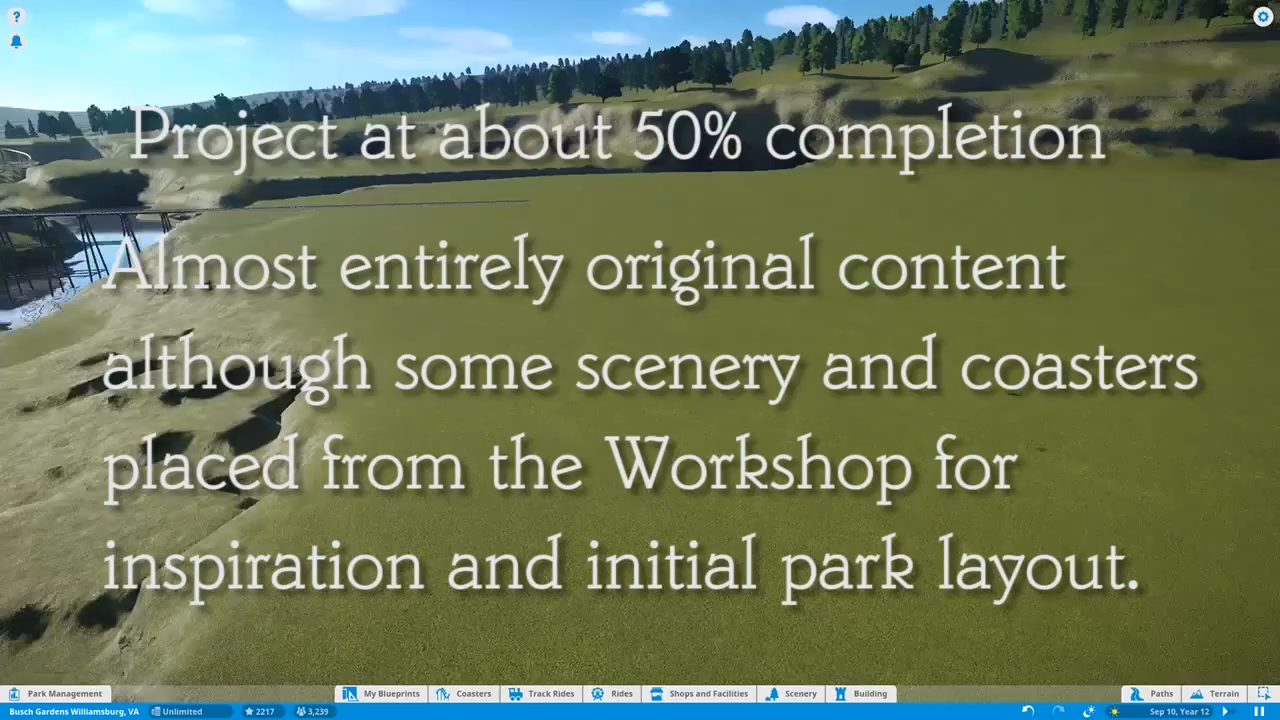 ?
Project at about 50% completion
Almost entirely original content
although some scenery and coasters
placed from the Workshop for
inspiration and initial park layout.
Park Management My Blueprints Coasters Track Rides Rides Shops and Facilities Scenery Building Paths Terrain
Busch Gardens Williamsburg, VA Unlimited 2217 3,239 Sep 10, Year 12